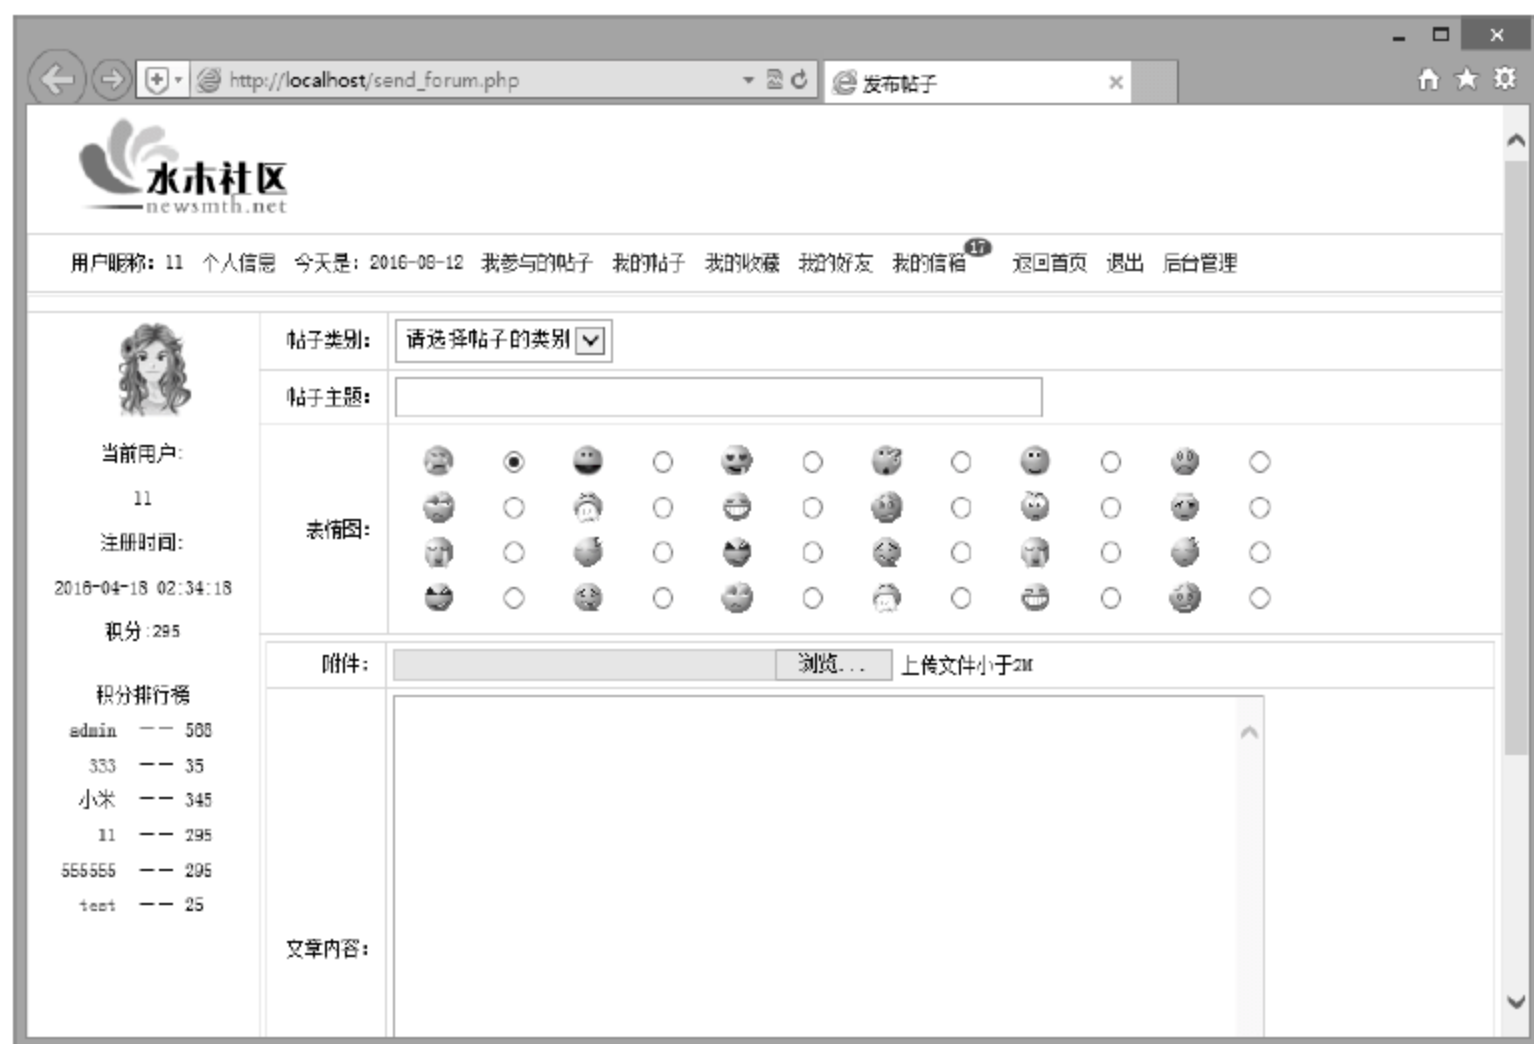 http://localhost/send_forum.php
发布帖子
水木社区
newsmth.net
用户昵称：11 个人信息 今天是：2016-08-12 我参与的帖子 我的帖子 我的收藏 我的好友 我的信箱 17 返回首页 退出 后台管理
帖子类别： 请选择帖子的类别
帖子主题：
当前用户：
11
注册时间：
2016-04-18 02:34:18
积分:295
表情图：
附件： 浏览... 上传文件小于2M
积分排行榜
admin —— 568
333 —— 35
小米 —— 345
11 —— 295
555555 —— 295
test —— 25
文章内容：